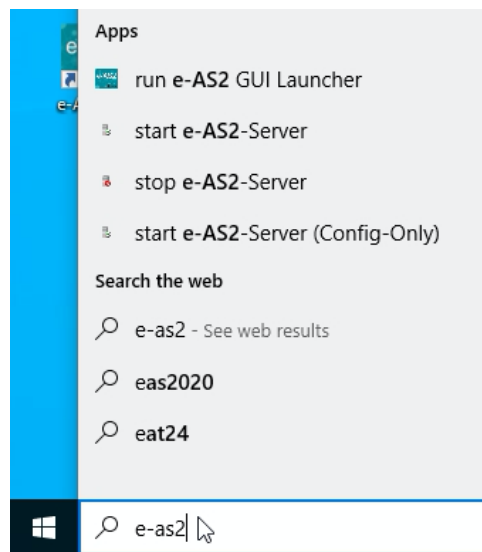 Apps
run e-AS2 GUI Launcher
start e-AS2-Server
stop e-AS2-Server
start e-AS2-Server (Config-Only)
Search the web
e-as2 - See web results
eas2020
eat24
e-as2